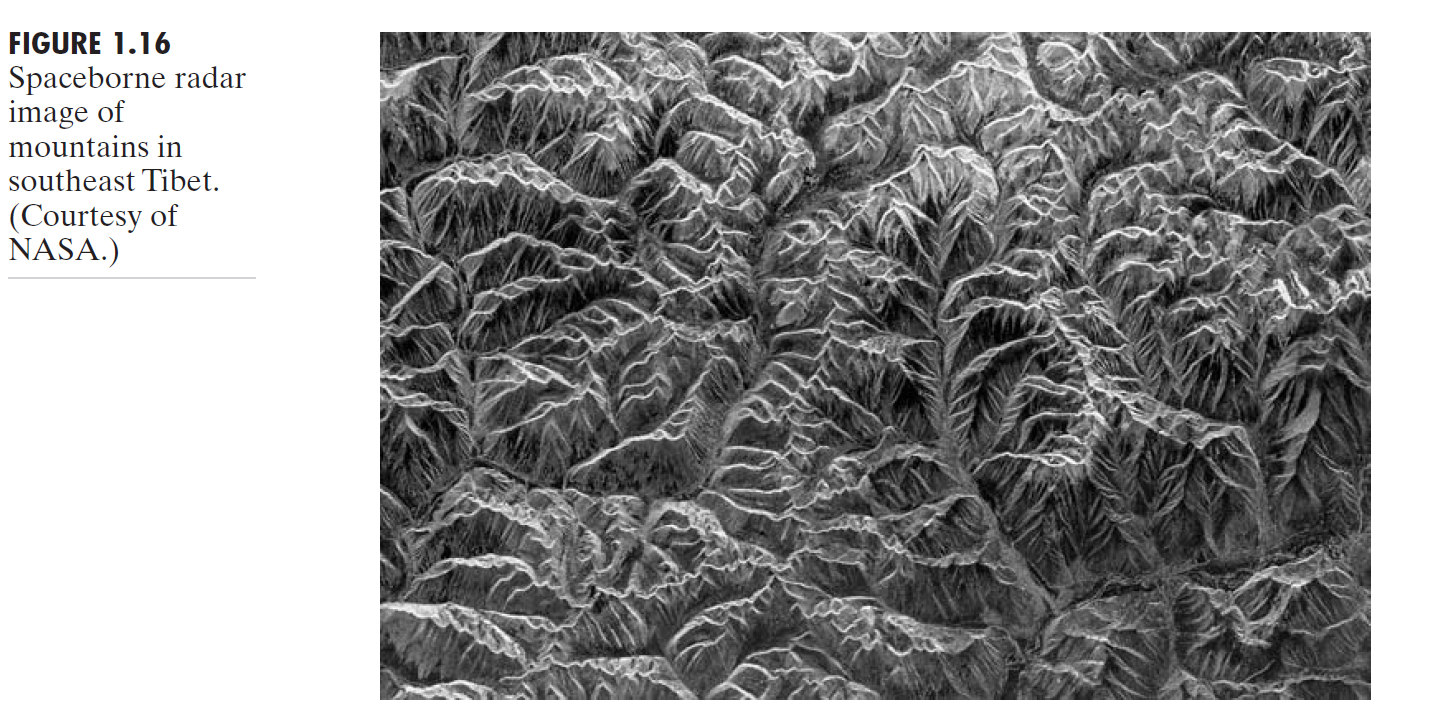 FIGURE 1.16
Spaceborne radar
image of
mountains in
southeast Tibet.
(Courtesy of
NASA.)